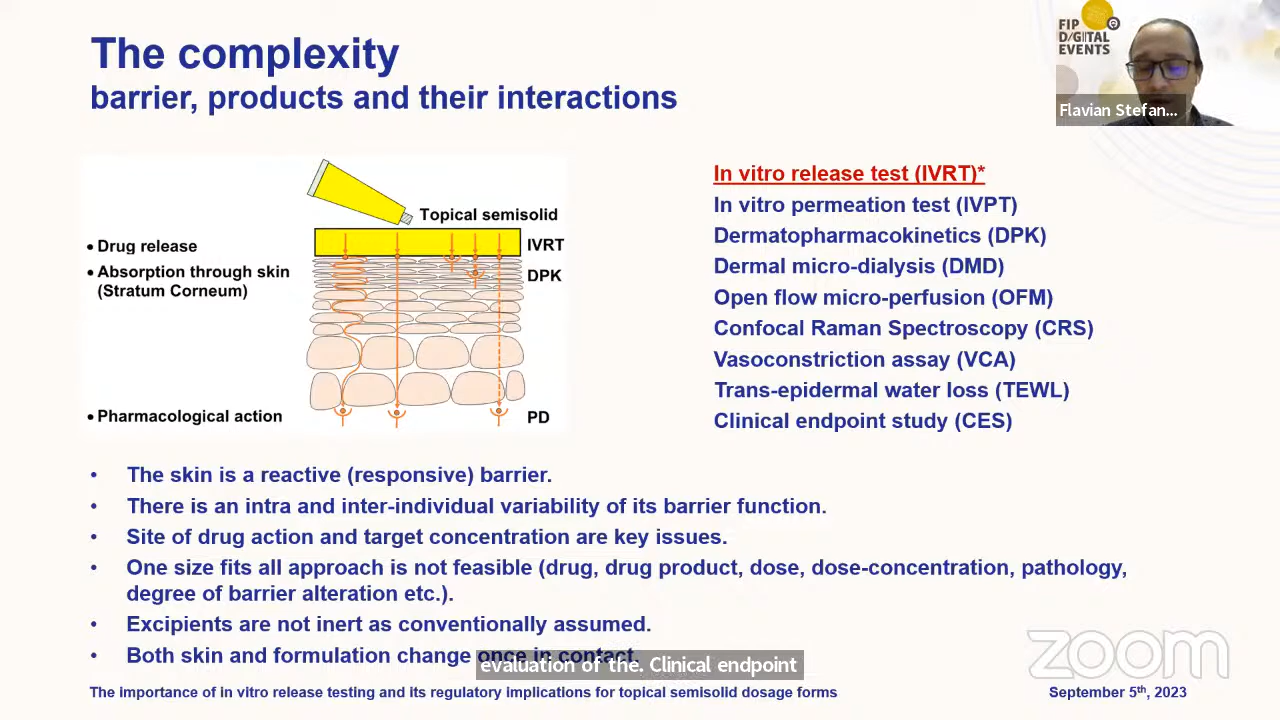 The complexity
barrier, products and their interactions
FIP
D/G/TAL
EVENTS
Flavian Stefan...
Topical semisolid
• Drug release
IVRT
• Absorption through skin
(Stratum Corneum)
DPK
• Pharmacological action
PD
In vitro release test (IVRT)*
In vitro permeation test (IVPT)
Dermatopharmacokinetics (DPK)
Dermal micro-dialysis (DMD)
Open flow micro-perfusion (OFM)
Confocal Raman Spectroscopy (CRS)
Vasoconstriction assay (VCA)
Trans-epidermal water loss (TEWL)
Clinical endpoint study (CES)
• The skin is a reactive (responsive) barrier.
• There is an intra and inter-individual variability of its barrier function.
• Site of drug action and target concentration are key issues.
• One size fits all approach is not feasible (drug, drug product, dose, dose-concentration, pathology,
degree of barrier alteration etc.).
• Excipients are not inert as conventionally assumed.
• Both skin and formulation change once in contact.
evaluation of the. Clinical endpoint
zoom
The importance of in vitro release testing and its regulatory implications for topical semisolid dosage forms
September 5th, 2023